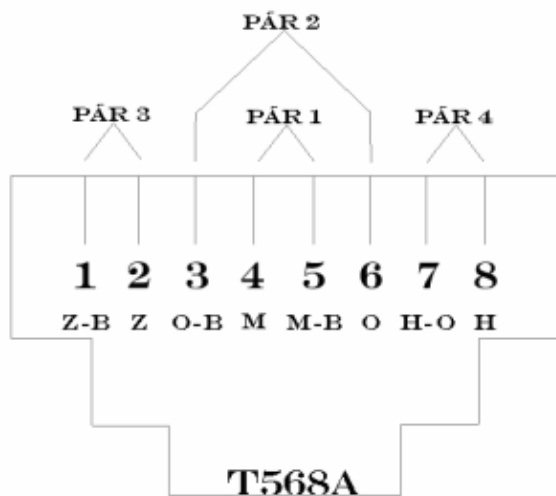 PÁR 2
PÁR 3 PÁR 1 PÁR 4
1 2 3 4 5 6 7 8
Z-B Z O-B M M-B O H-O H
T568A